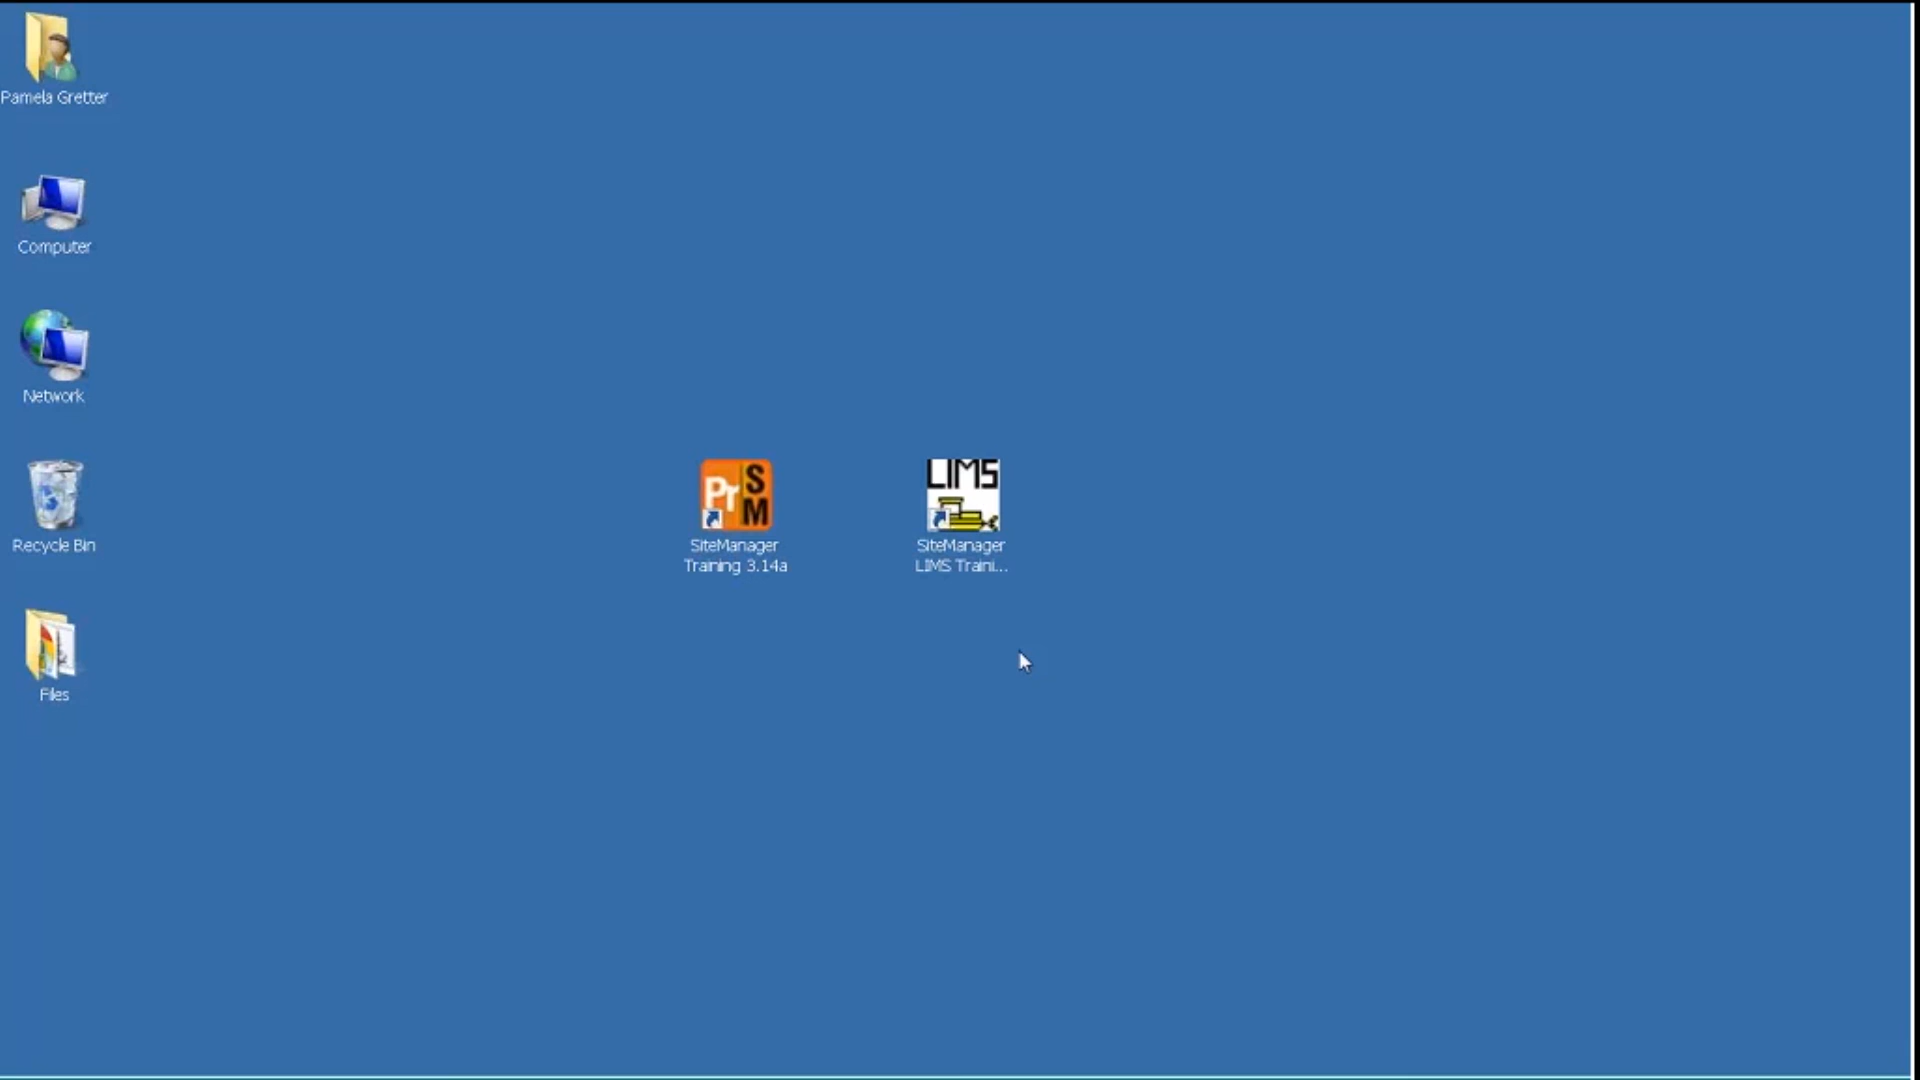 Pamela Gretter
Computer
Network
Recycle Bin
Files
Pr S
M
SiteManager
Training 3.14a
LIMS
SiteManager
LIMS Traini...